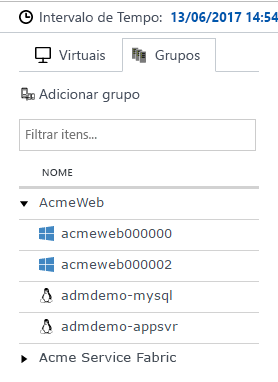 Intervalo de Tempo: 13/06/2017 14:54
Virtuais Grupos
Adicionar grupo
Filtrar itens...
NOME
AcmeWeb
acmeweb000000
acmeweb000002
admdemo-mysql
admdemo-appsvr
Acme Service Fabric